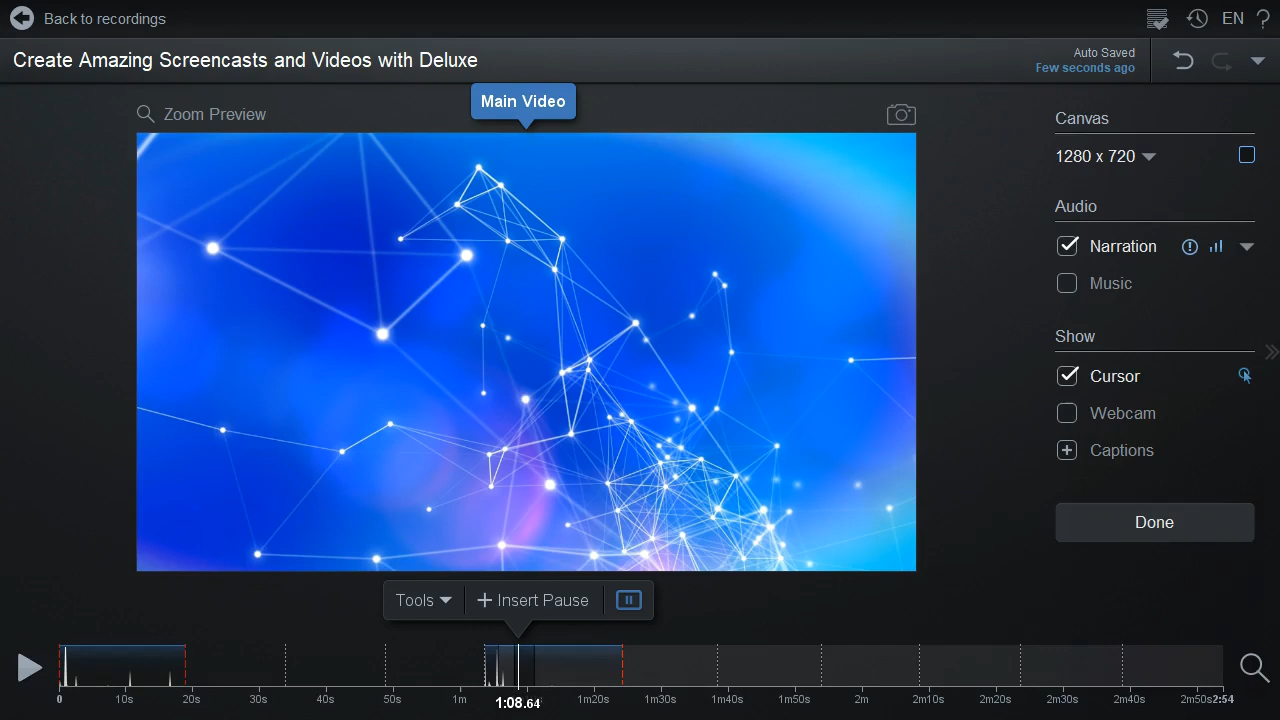 Back to recordings
EN ?
Create Amazing Screencasts and Videos with Deluxe
Auto Saved
Few seconds ago
Main Video
Zoom Preview
Canvas
1280 x 720
Audio
Narration
Music
Show
Cursor
Webcam
Captions
Done
Tools
+ Insert Pause
0 10s 20s 30s 40s 50s 1m 1:08.64 1m20s 1m30s 1m40s 1m50s 2m 2m10s 2m20s 2m30s 2m40s 2m50s 2:54